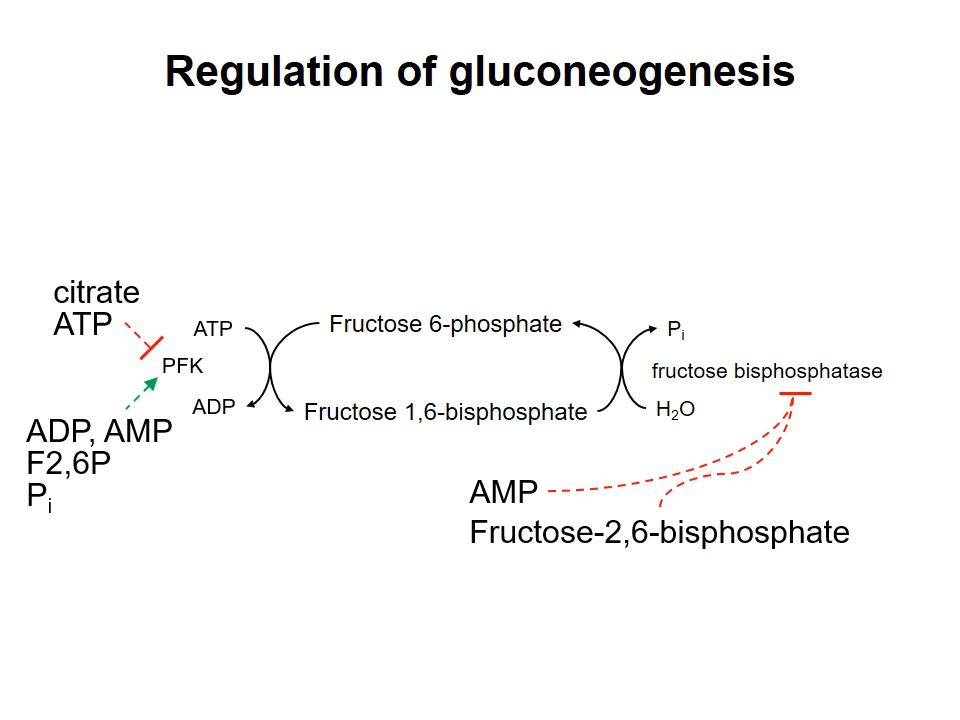 Regulation of gluconeogenesis
citrate
ATP
ATP
PFK
ADP
ADP, AMP
F2,6P
Pi
Fructose 6-phosphate
Fructose 1,6-bisphosphate
Pi
fructose bisphosphatase
H2O
AMP
Fructose-2,6-bisphosphate